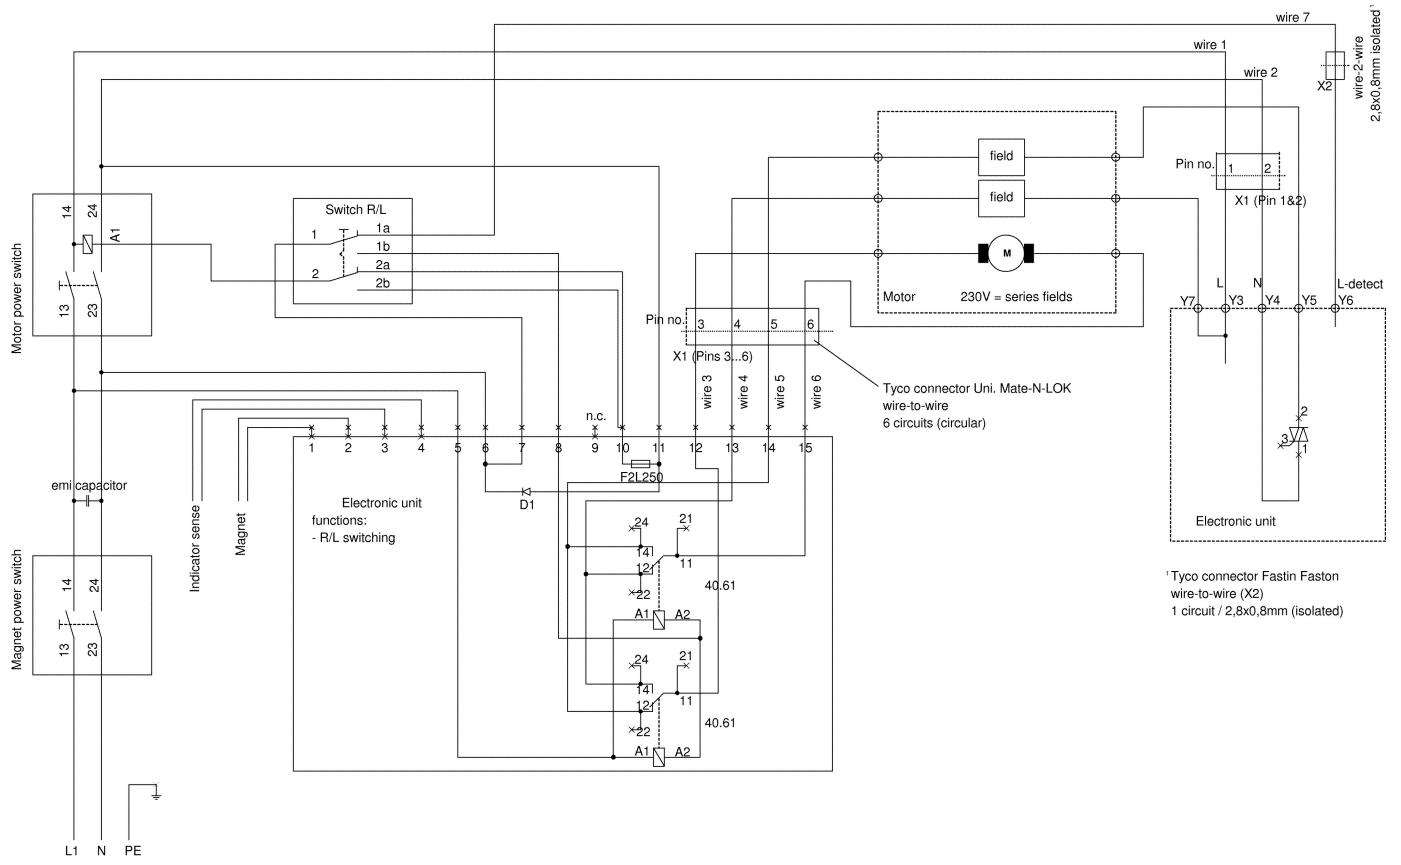 wire 7
wire 1
wire 2
wire-2-wire
2,8x0,8mm isolated ¹
X2
Pin no.
1
2
X1 (Pin 1&2)
field
field
M
Motor
230V = series fields
Switch R/L
1
1a
1b
2
2a
2b
14
24
A1
13
23
Motor power switch
L
N
L-detect
Y7
Y3
Y4
Y5
Y6
2
3
1
Electronic unit
Pin no.
3
4
5
6
X1 (Pins 3...6)
wire 3
wire 4
wire 5
wire 6
Tyco connector Uni. Mate-N-LOK
wire-to-wire
6 circuits (circular)
n.c.
1
2
3
4
5
6
7
8
9
10
11
12
13
14
15
F2L250
D1
Electronic unit
functions:
- R/L switching
24
21
14
12
11
22
40.61
A1
A2
24
21
14
12
11
22
40.61
A1
A2
emi capacitor
Indicator sense
Magnet
Magnet power switch
14
24
13
23
L1
N
PE
¹ Tyco connector Fastin Faston
wire-to-wire (X2)
1 circuit / 2,8x0,8mm (isolated)